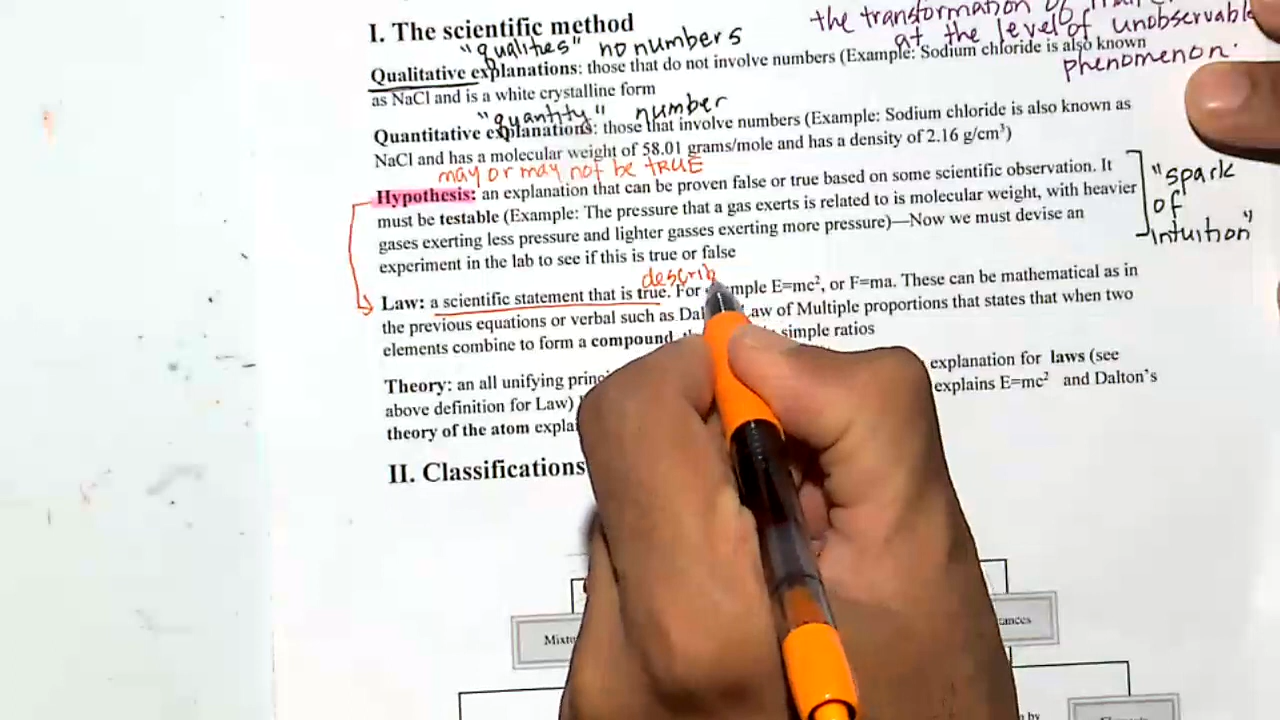 I. The scientific method
the transformation of
at the level of unobservable
phenomenon.
"qualites" no numbers
Qualitative explanations: those that do not involve numbers (Example: Sodium chloride is also known
as NaCl and is a white crystalline form
"quantity" number
Quantitative explanations: those that involve numbers (Example: Sodium chloride is also known as
NaCl and has a molecular weight of 58.01 grams/mole and has a density of 2.16 g/cm³)
may or may not be TRUE
Hypothesis: an explanation that can be proven false or true based on some scientific observation. It
must be testable (Example: The pressure that a gas exerts is related to is molecular weight, with heavier
gases exerting less pressure and lighter gasses exerting more pressure)—Now we must devise an
experiment in the lab to see if this is true or false
"spark
of
intuition"
describ
Law: a scientific statement that is true. For E=mc², or F=ma. These can be mathematical as in
the previous equations or verbal such as Law of Multiple proportions that states that when two
elements combine to form a compound, simple ratios
Theory: an all unifying explanation for laws (see
above definition for Law) explains E=mc² and Dalton's
theory of the atom
II. Classifications